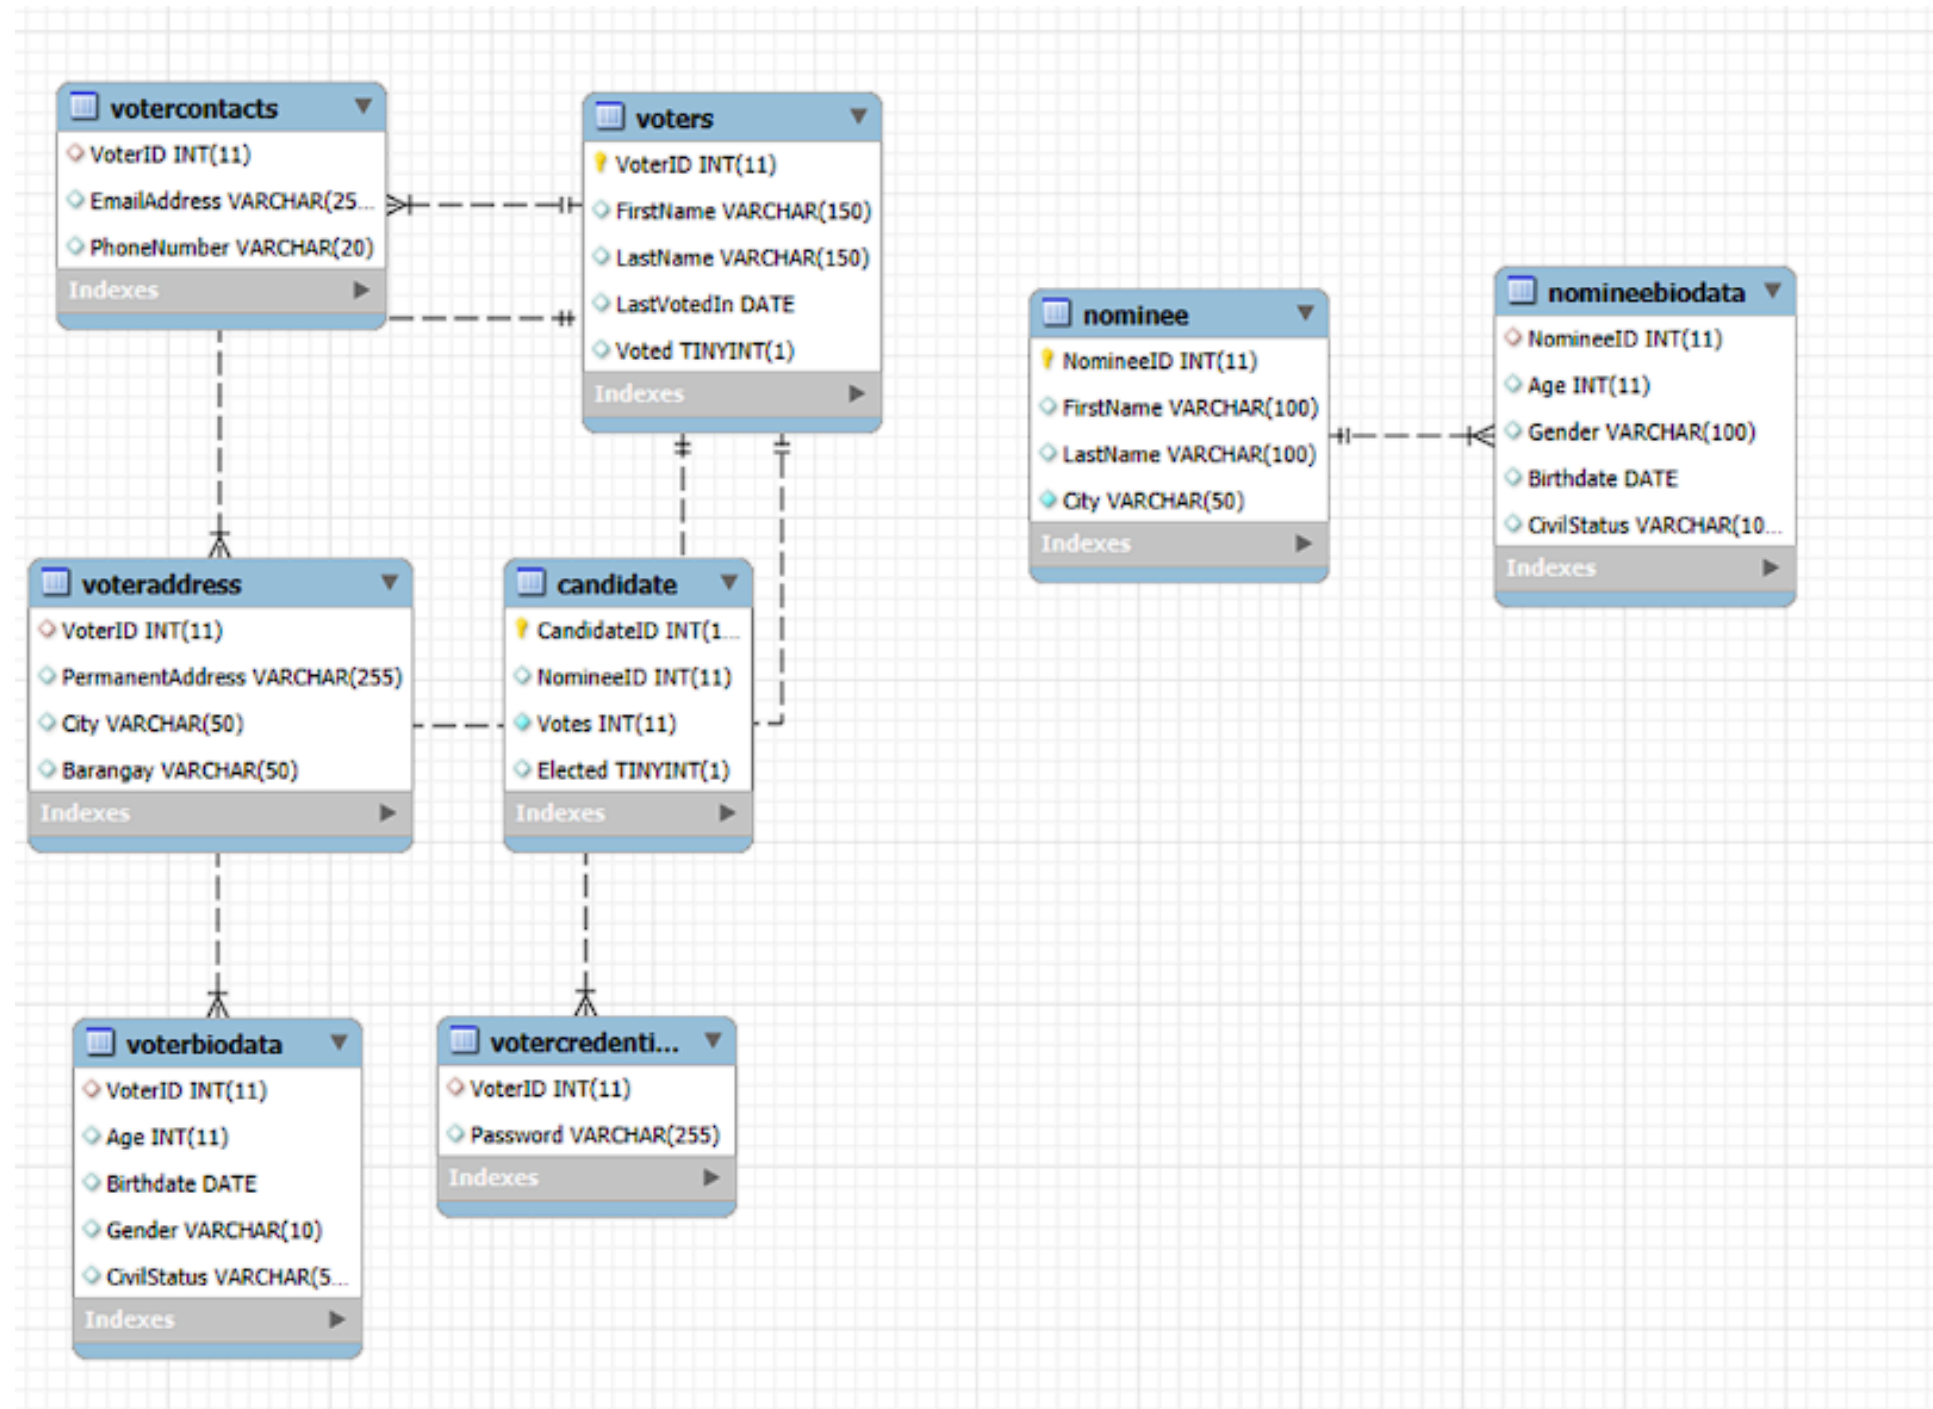 votercontacts
VoterID INT(11)
EmailAddress VARCHAR(25...
PhoneNumber VARCHAR(20)
Indexes
voters
VoterID INT(11)
FirstName VARCHAR(150)
LastName VARCHAR(150)
LastVotedIn DATE
Voted TINYINT(1)
Indexes
nominee
NomineeID INT(11)
FirstName VARCHAR(100)
LastName VARCHAR(100)
City VARCHAR(50)
Indexes
nomineebiodata
NomineeID INT(11)
Age INT(11)
Gender VARCHAR(100)
Birthdate DATE
CivilStatus VARCHAR(10...
Indexes
voteraddress
VoterID INT(11)
PermanentAddress VARCHAR(255)
City VARCHAR(50)
Barangay VARCHAR(50)
Indexes
candidate
CandidateID INT(1...
NomineeID INT(11)
Votes INT(11)
Elected TINYINT(1)
Indexes
voterbiodata
VoterID INT(11)
Age INT(11)
Birthdate DATE
Gender VARCHAR(10)
CivilStatus VARCHAR(5...
Indexes
votercredenti...
VoterID INT(11)
Password VARCHAR(255)
Indexes